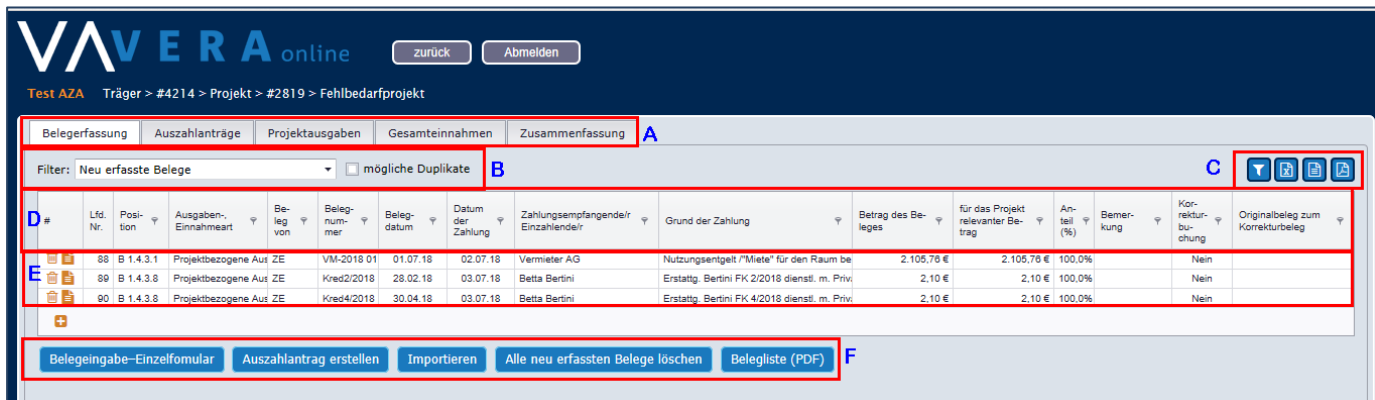 VA VERA online zurück Abmelden
Test AZA Träger > #4214 > Projekt > #2819 > Fehlbedarfprojekt
Belegerfassung Auszahlanträge Projektausgaben Gesamteinnahmen Zusammenfassung A
Filter: Neu erfasste Belege mögliche Duplikate B C
D # Lfd. Nr. Posi- tion Ausgaben-, Einnahmeart Be- leg von Beleg- num- mer Beleg- datum Datum der Zahlung Zahlungsempfangende/r Einzahlende/r Grund der Zahlung Betrag des Be- leges für das Projekt relevanter Be- trag An- teil (%) Bemer- kung Kor- rektur- bu- chung Originalbeleg zum Korrekturbeleg
88 B 1.4.3.1 Projektbezogene Aus ZE VM-2018 01 01.07.18 02.07.18 Vermieter AG Nutzungsentgelt /"Miete" für den Raum be 2.105,76 € 2.105,76 € 100,0% Nein
E 89 B 1.4.3.8 Projektbezogene Aus ZE Kred2/2018 28.02.18 03.07.18 Betta Bertini Erstattg. Bertini FK 2/2018 dienstl. m. Priva 2,10 € 2,10 € 100,0% Nein
90 B 1.4.3.8 Projektbezogene Aus ZE Kred4/2018 30.04.18 03.07.18 Betta Bertini Erstattg. Bertini FK 4/2018 dienstl. m. Priva 2,10 € 2,10 € 100,0% Nein
Belegeingabe–Einzelfomular Auszahlantrag erstellen Importieren Alle neu erfassten Belege löschen Belegliste (PDF) F